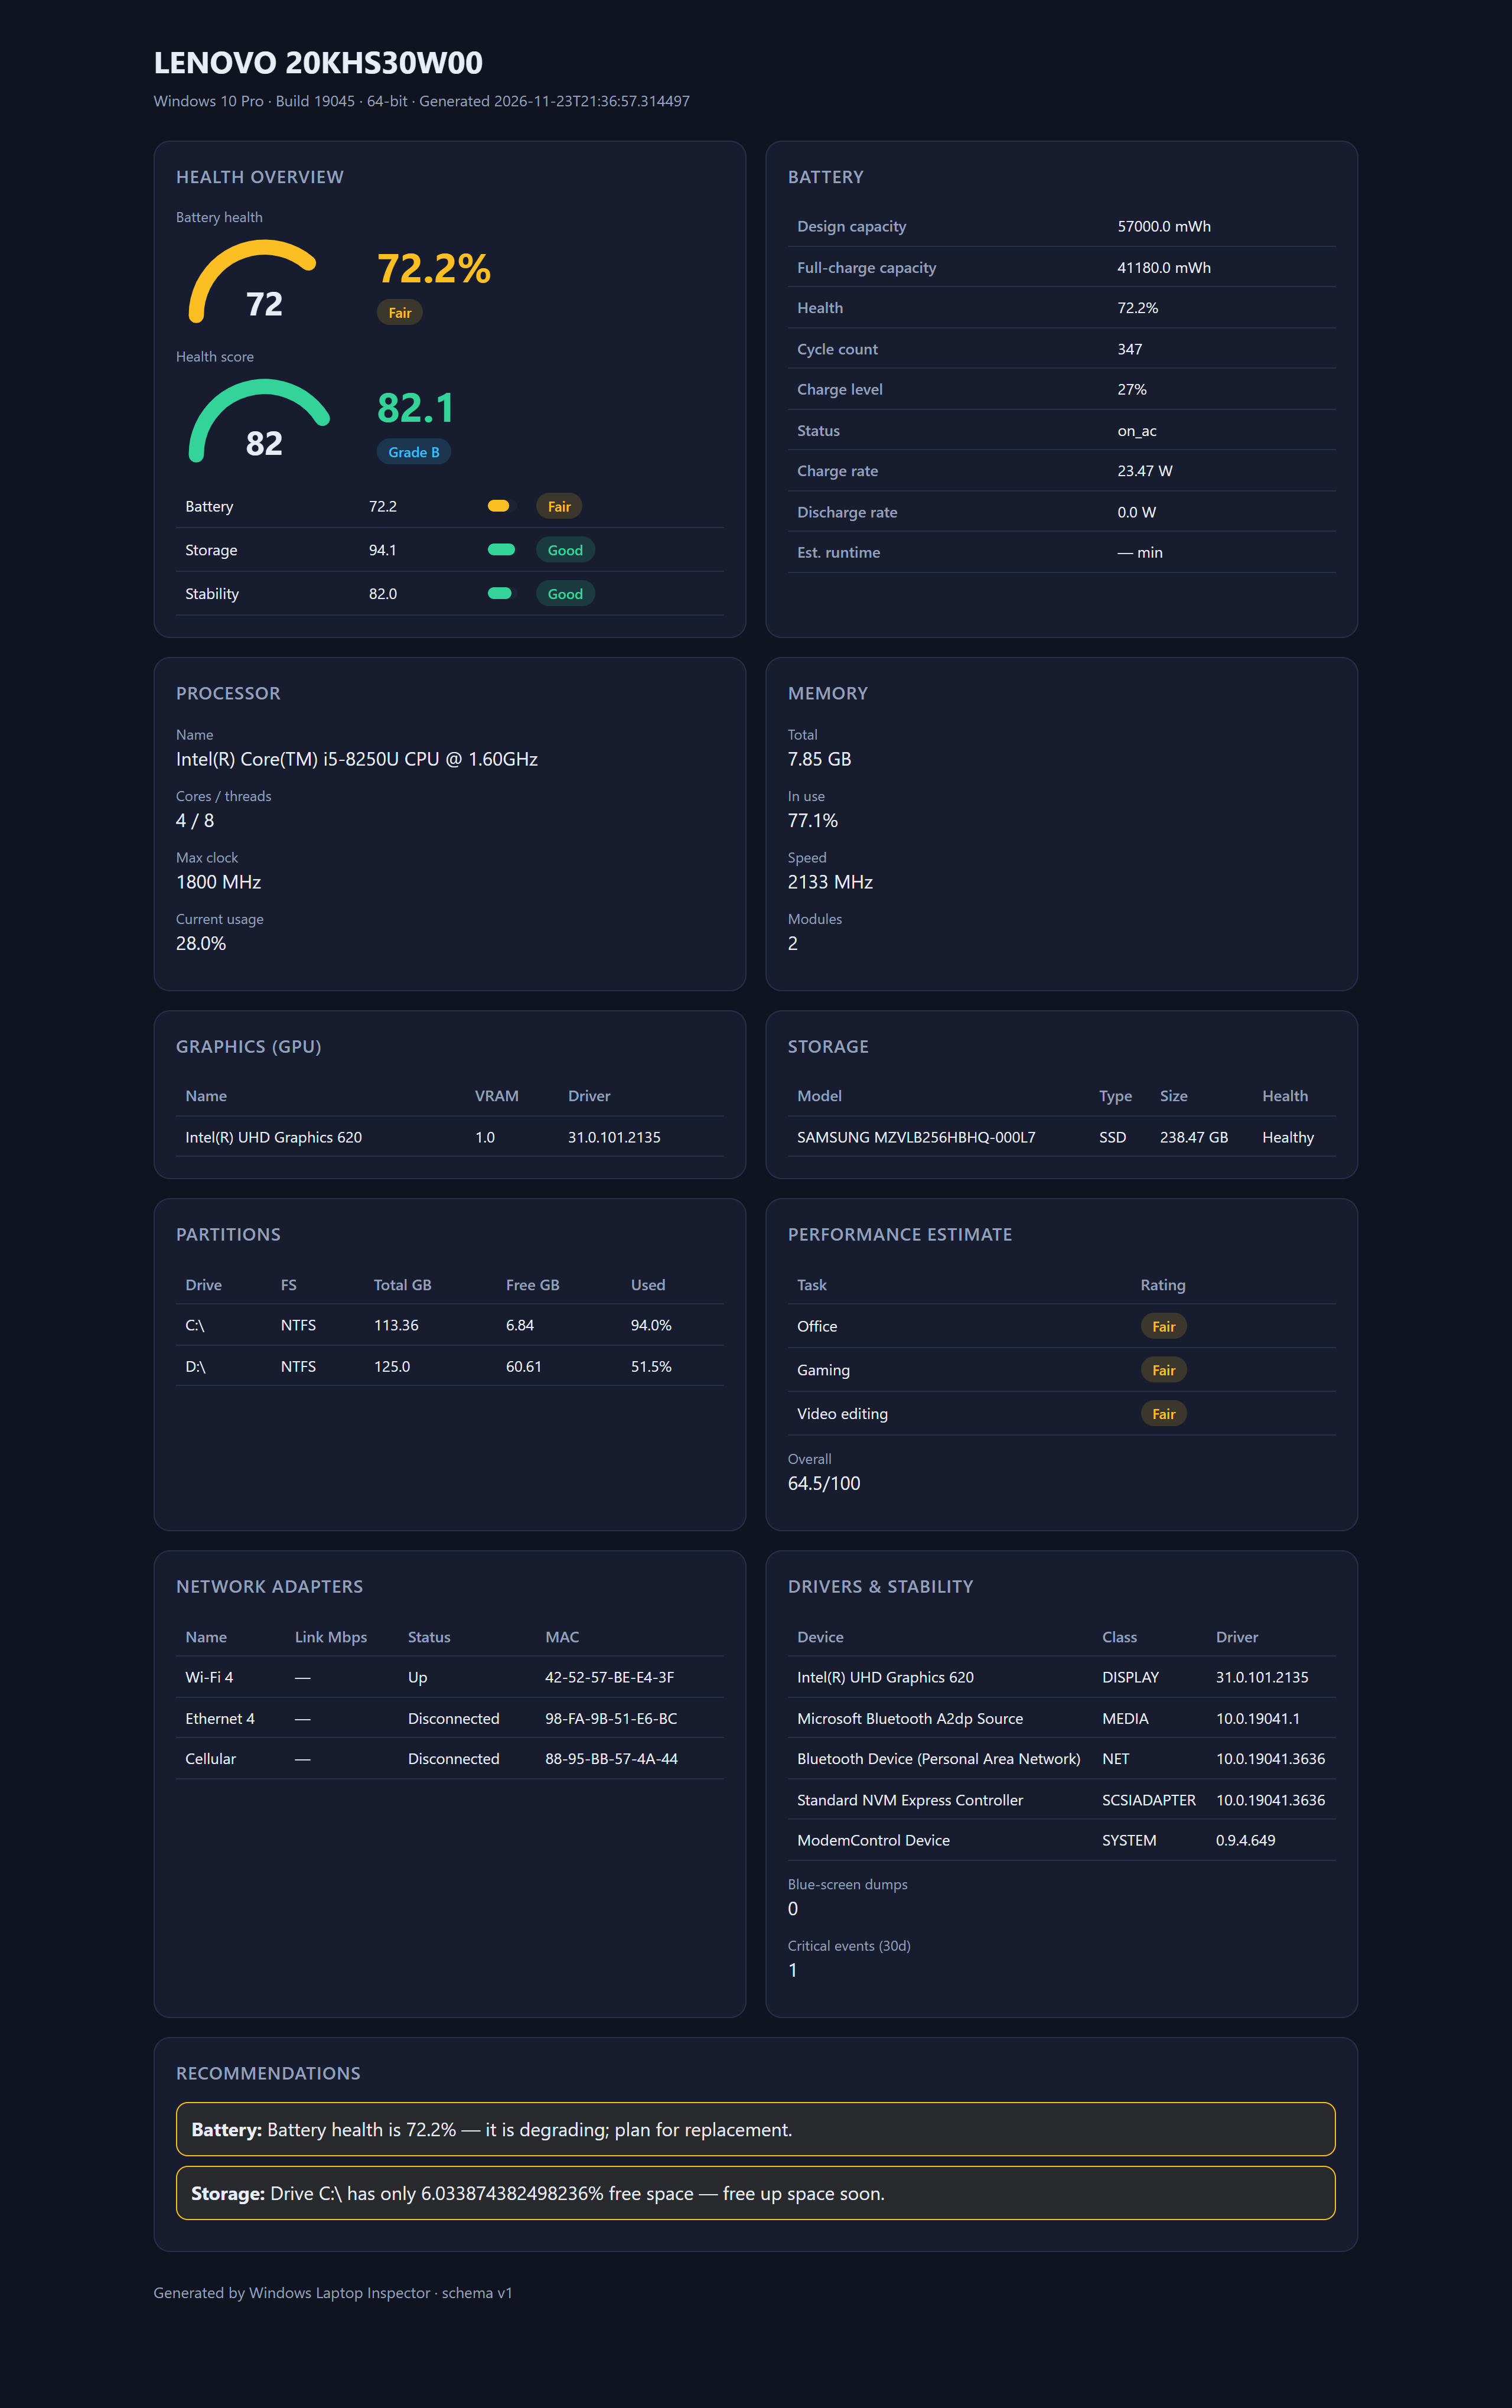 LENOVO 20KHS30W00
Windows 10 Pro · Build 19045 · 64-bit · Generated 2026-11-23T21:36:57.314497
HEALTH OVERVIEW
Battery health
72
72.2%
Fair
Health score
82
82.1
Grade B
Battery 72.2 Fair
Storage 94.1 Good
Stability 82.0 Good
BATTERY
Design capacity 57000.0 mWh
Full-charge capacity 41180.0 mWh
Health 72.2%
Cycle count 347
Charge level 27%
Status on_ac
Charge rate 23.47 W
Discharge rate 0.0 W
Est. runtime — min
PROCESSOR
Name
Intel(R) Core(TM) i5-8250U CPU @ 1.60GHz
Cores / threads
4 / 8
Max clock
1800 MHz
Current usage
28.0%
MEMORY
Total
7.85 GB
In use
77.1%
Speed
2133 MHz
Modules
2
GRAPHICS (GPU)
Name VRAM Driver
Intel(R) UHD Graphics 620 1.0 31.0.101.2135
STORAGE
Model Type Size Health
SAMSUNG MZVLB256HBHQ-000L7 SSD 238.47 GB Healthy
PARTITIONS
Drive FS Total GB Free GB Used
C:\ NTFS 113.36 6.84 94.0%
D:\ NTFS 125.0 60.61 51.5%
PERFORMANCE ESTIMATE
Task Rating
Office Fair
Gaming Fair
Video editing Fair
Overall
64.5/100
NETWORK ADAPTERS
Name Link Mbps Status MAC
Wi-Fi 4 — Up 42-52-57-BE-E4-3F
Ethernet 4 — Disconnected 98-FA-9B-51-E6-BC
Cellular — Disconnected 88-95-BB-57-4A-44
DRIVERS & STABILITY
Device Class Driver
Intel(R) UHD Graphics 620 DISPLAY 31.0.101.2135
Microsoft Bluetooth A2dp Source MEDIA 10.0.19041.1
Bluetooth Device (Personal Area Network) NET 10.0.19041.3636
Standard NVM Express Controller SCSIADAPTER 10.0.19041.3636
ModemControl Device SYSTEM 0.9.4.649
Blue-screen dumps
0
Critical events (30d)
1
RECOMMENDATIONS
Battery: Battery health is 72.2% — it is degrading; plan for replacement.
Storage: Drive C:\ has only 6.033874382498236% free space — free up space soon.
Generated by Windows Laptop Inspector · schema v1